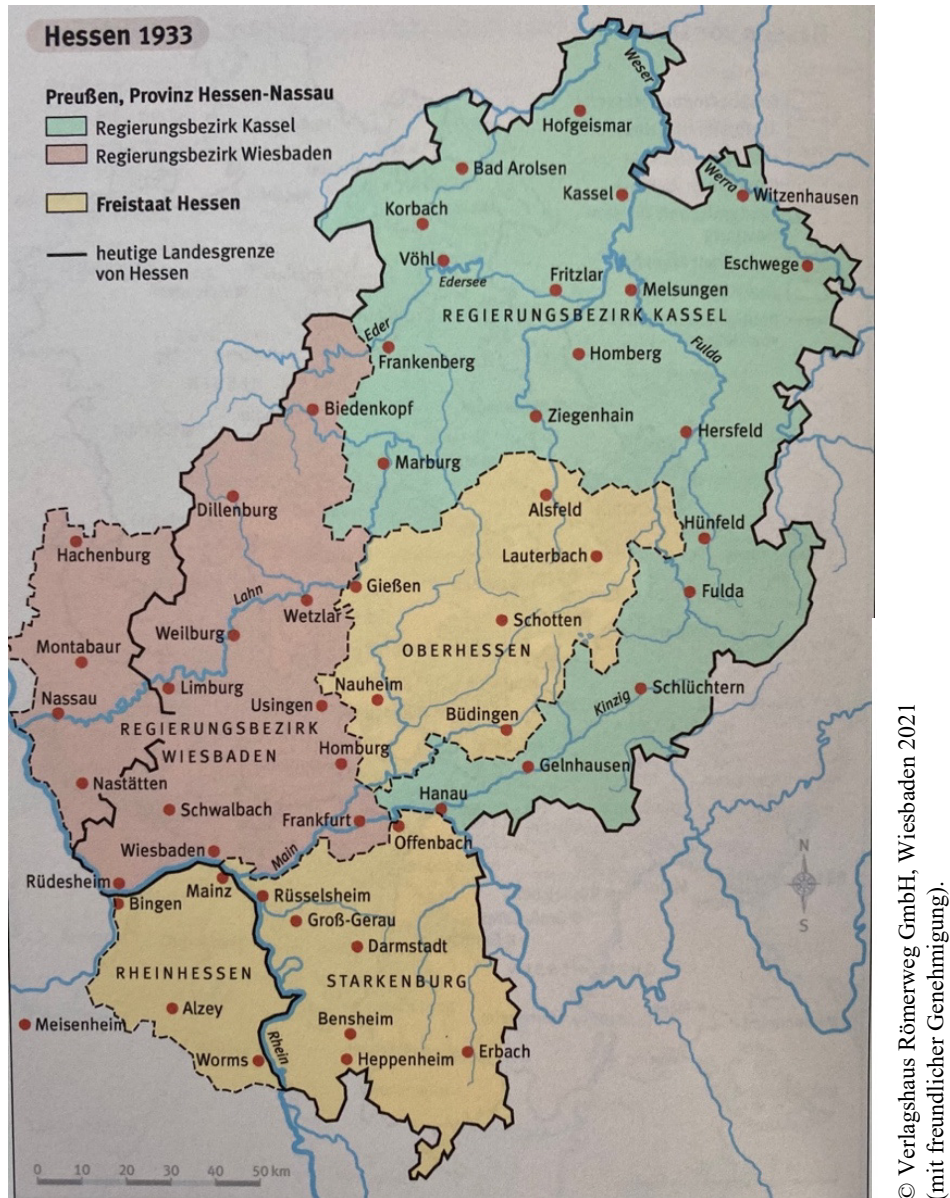 Hessen 1933
Preußen, Provinz Hessen-Nassau
Regierungsbezirk Kassel
Regierungsbezirk Wiesbaden
Freistaat Hessen
heutige Landesgrenze
von Hessen
Weser
Hofgeismar
Bad Arolsen
Kassel
Werra
Witzenhausen
Korbach
Vöhl
Edersee
Fritzlar
Melsungen
Eschwege
REGIERUNGSBEZIRK KASSEL
Eder
Frankenberg
Homberg
Fulda
Biedenkopf
Ziegenhain
Hersfeld
Marburg
Dillenburg
Alsfeld
Hünfeld
Hachenburg
Lauterbach
Gießen
Fulda
Lahn
Wetzlar
Weilburg
Schotten
Montabaur
OBERHESSEN
Limburg
Nauheim
Schlüchtern
Nassau
Usingen
Kinzig
Büdingen
REGIERUNGSBEZIRK
WIESBADEN
Homburg
Gelnhausen
Nastätten
Hanau
Schwalbach
Frankfurt
Offenbach
Wiesbaden
Main
Rüdesheim
Mainz
Rüsselsheim
Bingen
Groß-Gerau
Darmstadt
RHEINHESSEN
STARKENBURG
Alzey
Bensheim
Meisenheim
Rhein
Worms
Heppenheim
Erbach
N
S
0 10 20 30 40 50 km
© Verlagshaus Römerweg GmbH, Wiesbaden 2021
(mit freundlicher Genehmigung).